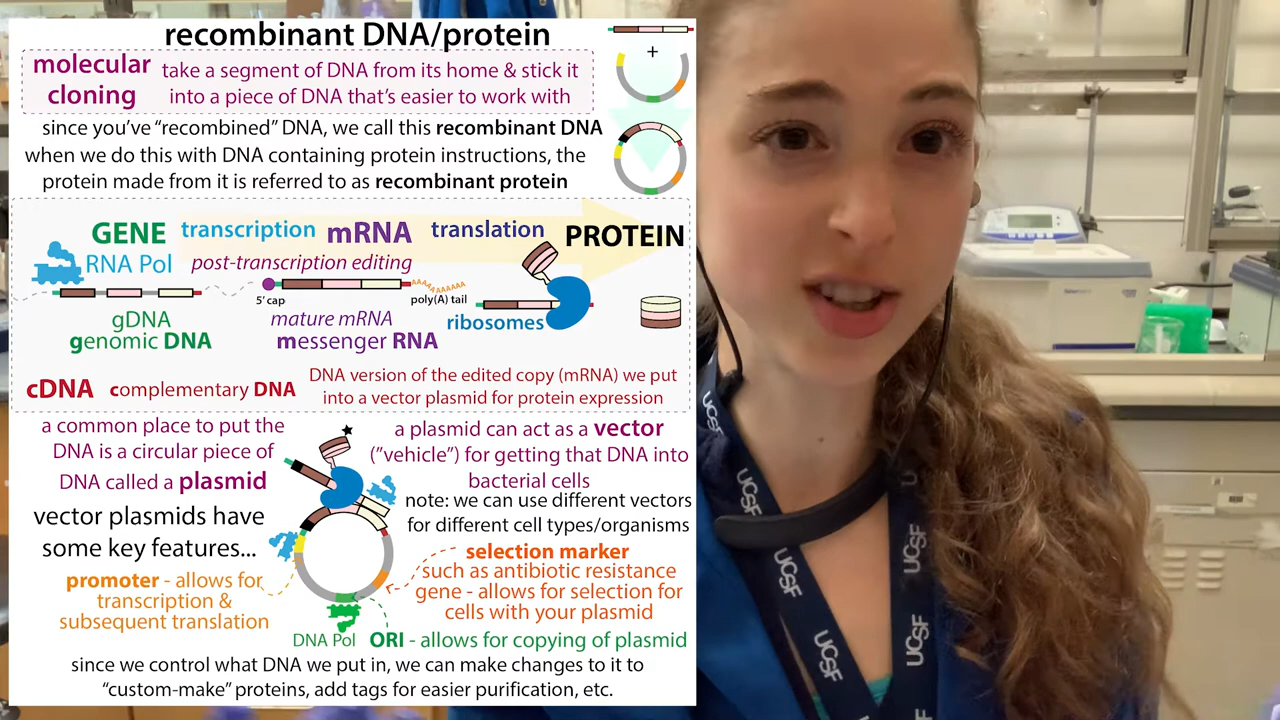 recombinant DNA/protein
molecular cloning
take a segment of DNA from its home & stick it
into a piece of DNA that's easier to work with
+
since you've "recombined" DNA, we call this recombinant DNA
when we do this with DNA containing protein instructions, the
protein made from it is referred to as recombinant protein
GENE transcription mRNA translation PROTEIN
RNA Pol post-transcription editing
5' cap
poly(A) tail
AAAAAAAAAA
gDNA
genomic DNA
mature mRNA
messenger RNA
ribosomes
cDNA complementary DNA
DNA version of the edited copy (mRNA) we put
into a vector plasmid for protein expression
a common place to put the
DNA is a circular piece of
DNA called a plasmid
a plasmid can act as a vector
("vehicle") for getting that DNA into
bacterial cells
note: we can use different vectors
for different cell types/organisms
vector plasmids have
some key features...
promoter - allows for
transcription &
subsequent translation
selection marker
such as antibiotic resistance
gene - allows for selection for
cells with your plasmid
DNA Pol ORI - allows for copying of plasmid
since we control what DNA we put in, we can make changes to it to
"custom-make" proteins, add tags for easier purification, etc.
UCSF
UCSF
UCSF
UCSF
UCSF
UCSF